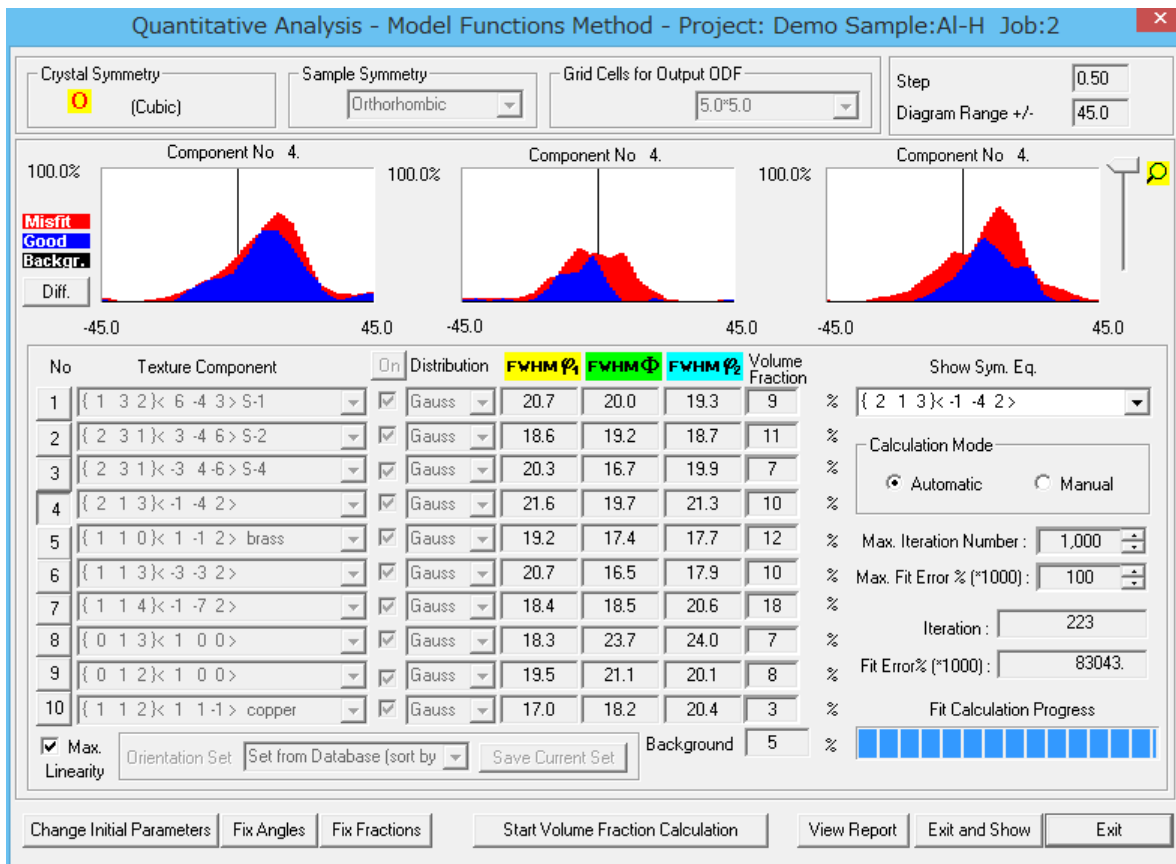 Quantitative Analysis - Model Functions Method - Project: Demo Sample:Al-H Job:2
Crystal Symmetry
O (Cubic)
Sample Symmetry
Orthorhombic
Grid Cells for Output ODF
5.0*5.0
Step 0.50
Diagram Range +/- 45.0
Component No 4.
Component No 4.
Component No 4.
100.0%
100.0%
100.0%
Misfit
Good
Backgr.
Diff.
-45.0 45.0
-45.0 45.0
-45.0 45.0
No Texture Component On Distribution FWHM φ1 FWHM Φ FWHM φ2 Volume Fraction
1 { 1 3 2}< 6 -4 3> S-1 Gauss 20.7 20.0 19.3 9 %
2 { 2 3 1}< 3 -4 6> S-2 Gauss 18.6 19.2 18.7 11 %
3 { 2 3 1}< -3 4 -6> S-4 Gauss 20.3 16.7 19.9 7 %
4 { 2 1 3}< -1 -4 2> Gauss 21.6 19.7 21.3 10 %
5 { 1 1 0}< 1 -1 2> brass Gauss 19.2 17.4 17.7 12 %
6 { 1 1 3}< -3 -3 2> Gauss 20.7 16.5 17.9 10 %
7 { 1 1 4}< -1 -7 2> Gauss 18.4 18.5 20.6 18 %
8 { 0 1 3}< 1 0 0> Gauss 18.3 23.7 24.0 7 %
9 { 0 1 2}< 1 0 0> Gauss 19.5 21.1 20.1 8 %
10 { 1 1 2}< 1 1 -1> copper Gauss 17.0 18.2 20.4 3 %
Background 5 %
Max. Linearity
Orientation Set Set from Database (sort by Save Current Set
Show Sym. Eq.
{ 2 1 3}< -1 -4 2>
Calculation Mode
Automatic Manual
Max. Iteration Number : 1,000
Max. Fit Error % (*1000) : 100
Iteration : 223
Fit Error% (*1000) : 83043.
Fit Calculation Progress
Change Initial Parameters Fix Angles Fix Fractions Start Volume Fraction Calculation View Report Exit and Show Exit